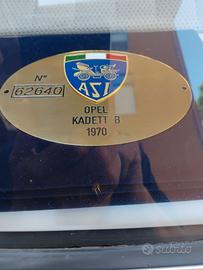 N°
62640
ASI
OPEL
KADETT B
1970
subito